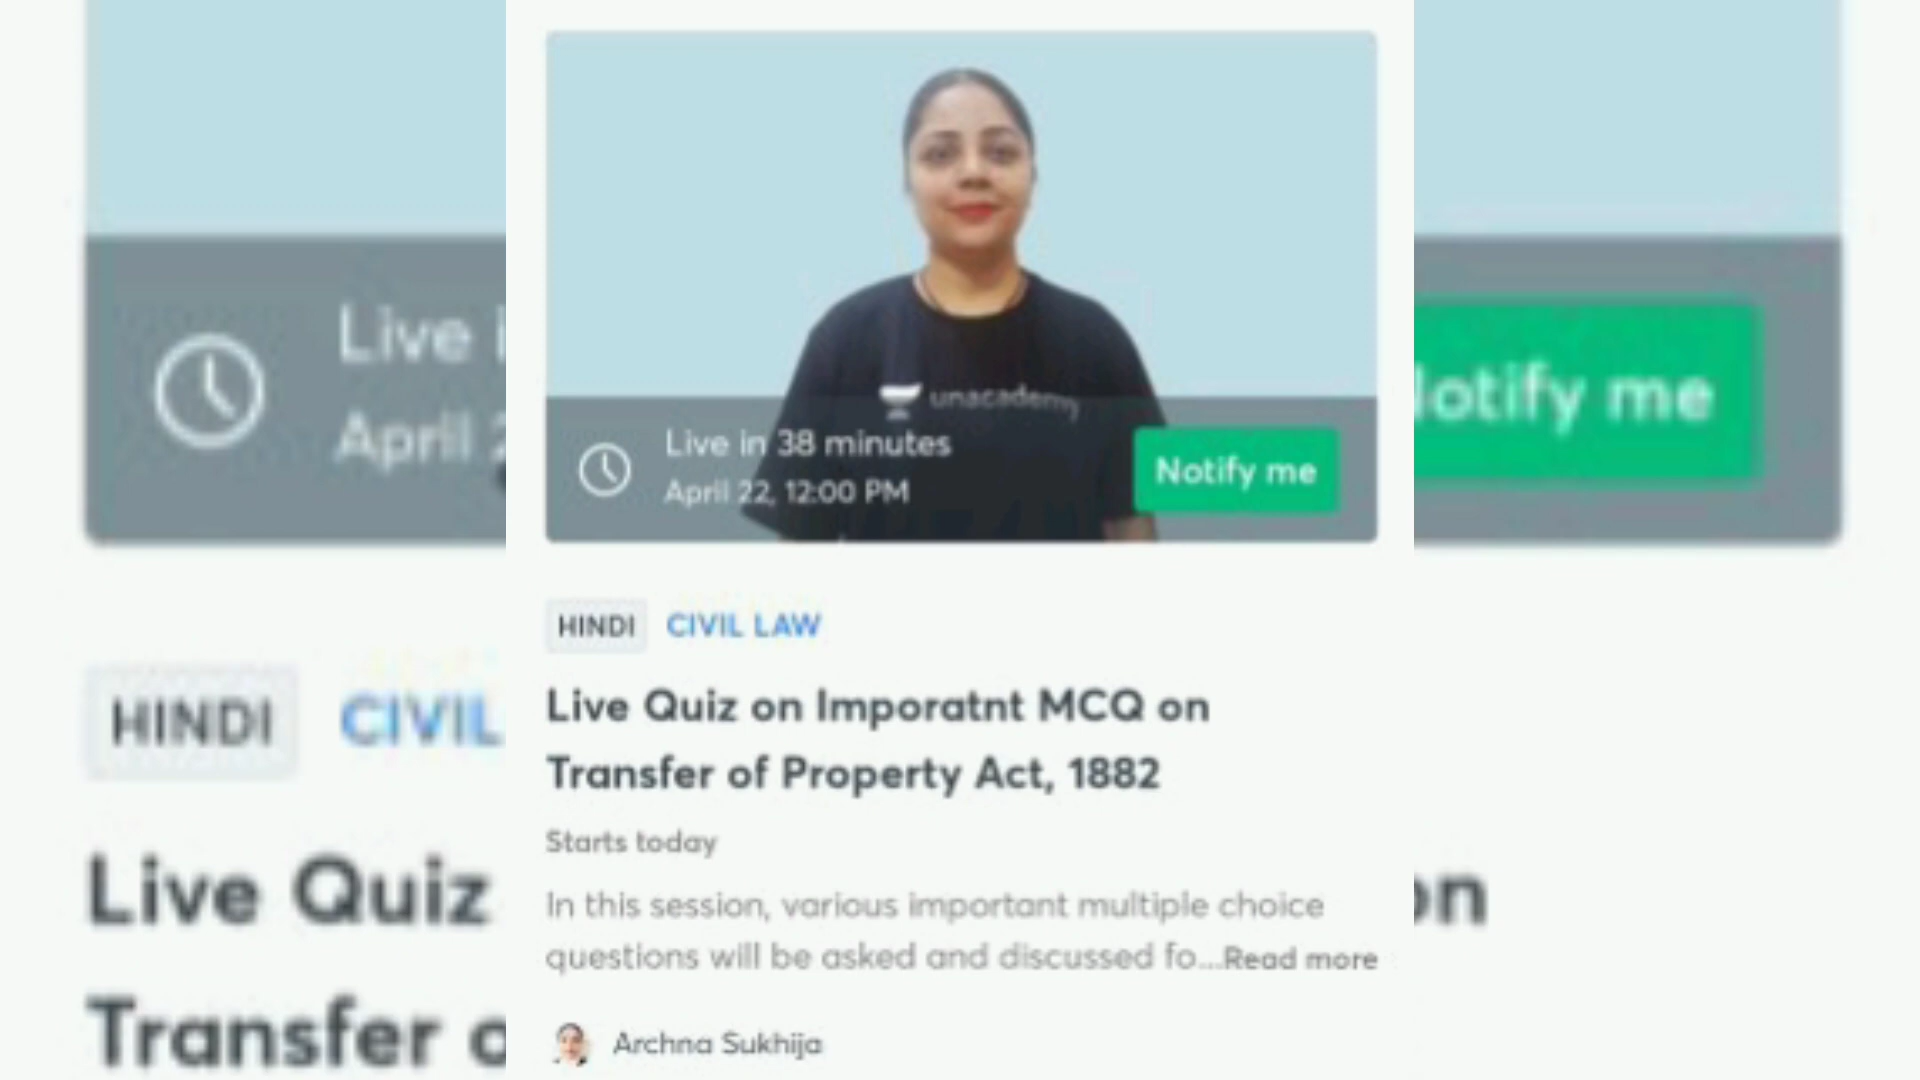 unacademy
Live in 38 minutes
April 22, 12:00 PM
Notify me
HINDI CIVIL LAW
Live Quiz on Imporatnt MCQ on
Transfer of Property Act, 1882
Starts today
In this session, various important multiple choice
questions will be asked and discussed fo...Read more
Archna Sukhija